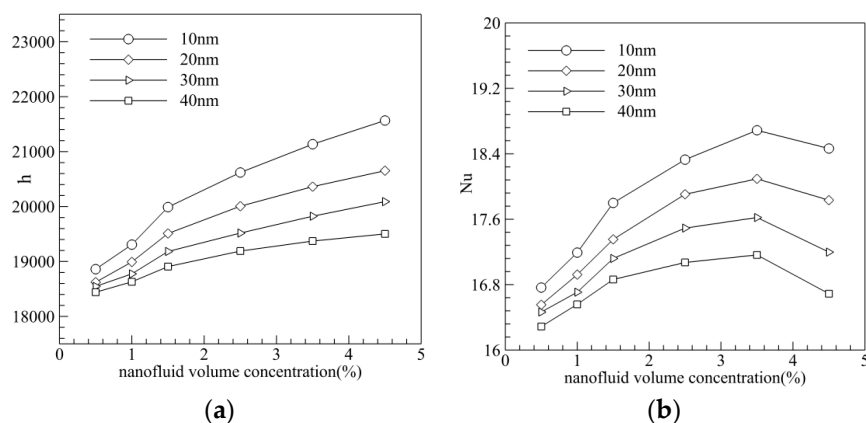 23000
22000
21000
20000
19000
18000
h
10nm
20nm
30nm
40nm
0 1 2 3 4 5
nanofluid volume concentration(%)
(a)
20
19.2
18.4
17.6
16.8
16
Nu
10nm
20nm
30nm
40nm
0 1 2 3 4 5
nanofluid volume concentration(%)
(b)